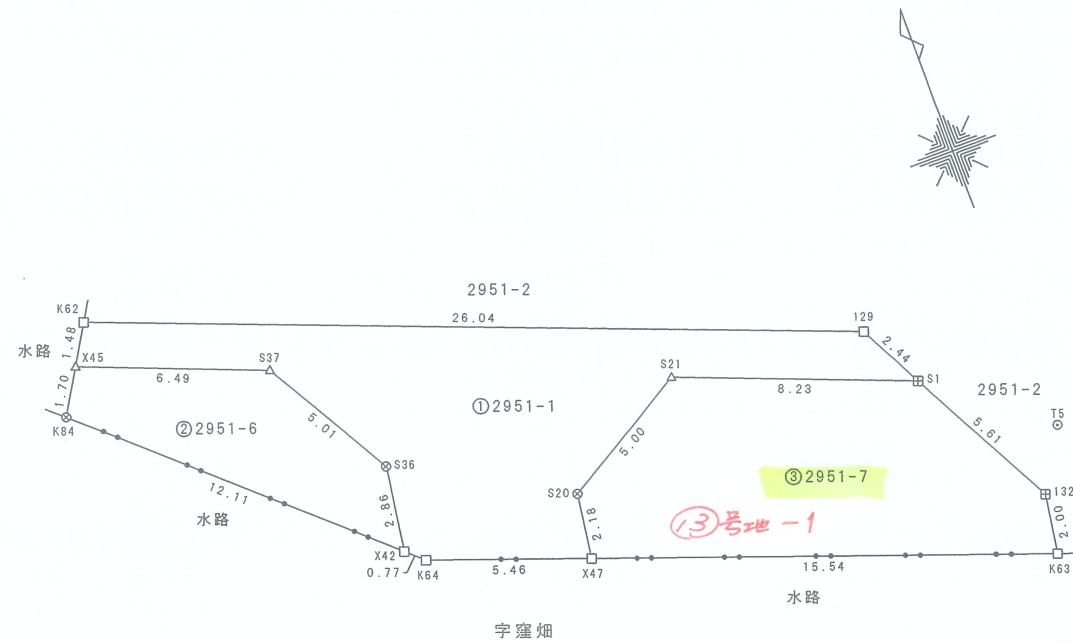 2951-2
K62
26.04
129
水路
1.48
2.44
X45
S37
S21
S1
6.49
8.23
2951-2
1.70
①2951-1
T5
K84
②2951-6
5.01
5.00
5.61
S36
③2951-7
12.11
S20
132
水路
2.86
2.18
⑬号地-1
2.00
X42
0.77
K64
5.46
X47
15.54
K63
水路
字窪畑